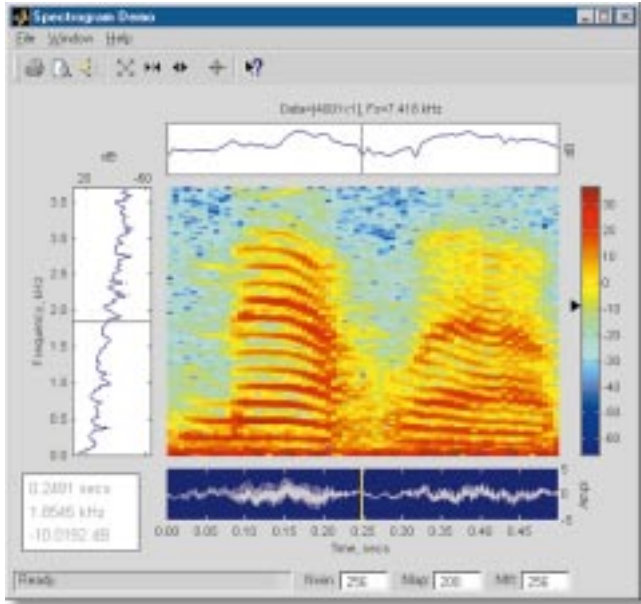 Spectrogram Demo
File Window Help
Data=[4001x1], Fs=7.418 kHz
dB
20 -60
dB
3.5
3.0
2.5
2.0
1.5
1.0
0.5
0.0
Frequency, kHz
30
20
10
0
-10
-20
-30
-40
-50
-60
0.2491 secs
1.8545 kHz
-10.0192 dB
5
0
-5
0.00 0.05 0.10 0.15 0.20 0.25 0.30 0.35 0.40 0.45
Time, secs
Ready
Nwin: 256 Nlap: 200 Nfft: 256